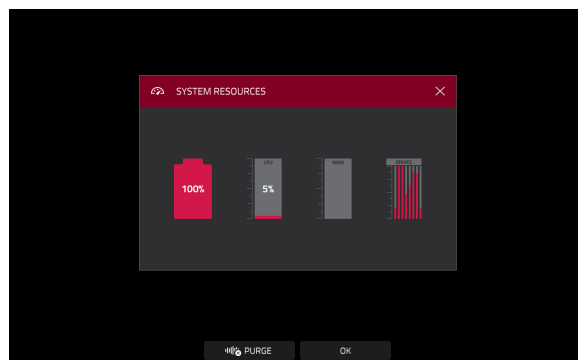 SYSTEM RESOURCES
CPU
MEM
DRIVES
100%
5%
PURGE
OK